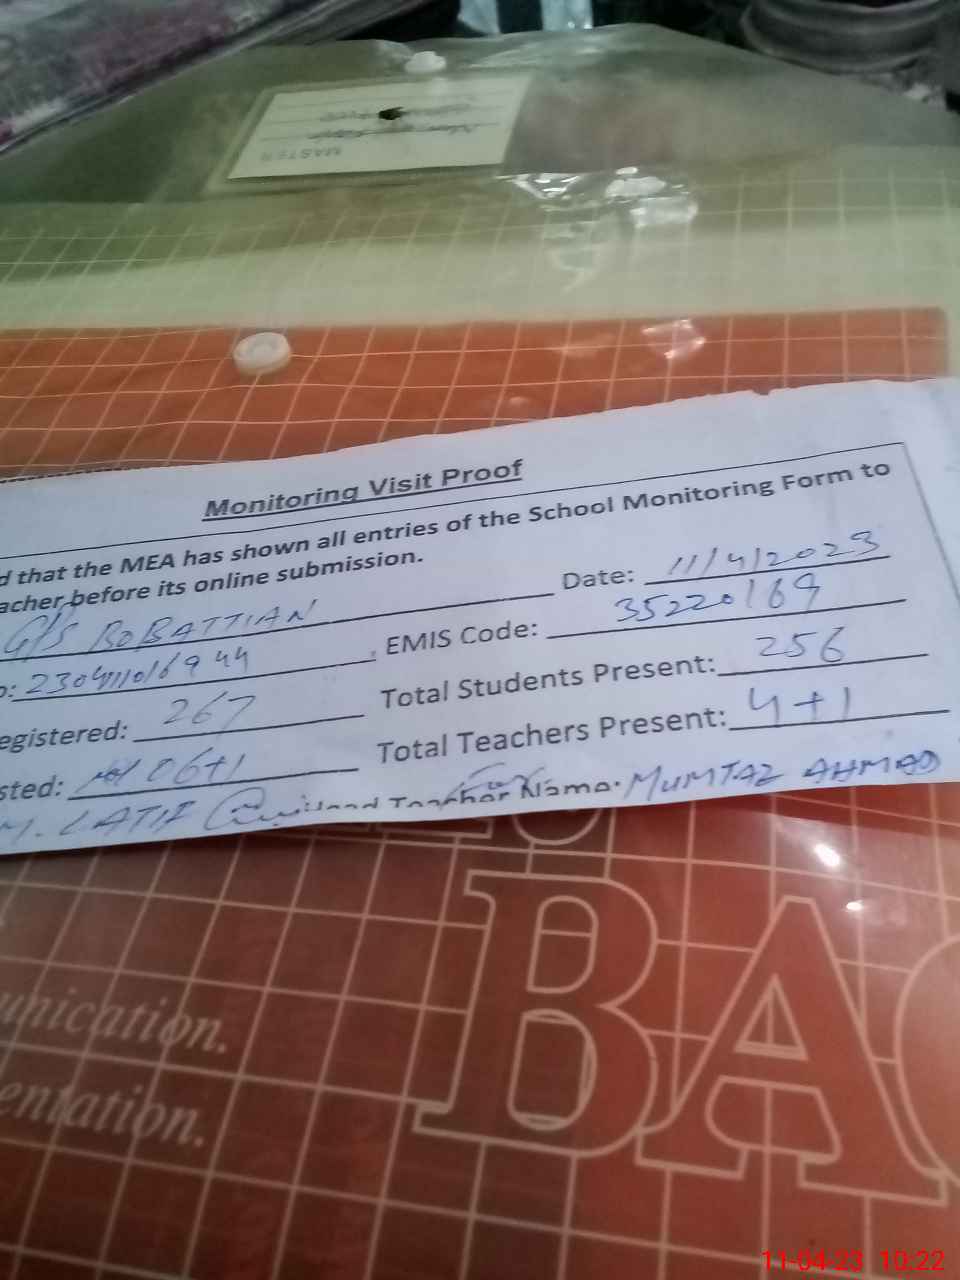 MASTER
Monitoring Visit Proof
d that the MEA has shown all entries of the School Monitoring Form to
acher before its online submission.
G/S BOBATTIAN Date: 11/4/2023
o: EMIS Code: 35220169
egistered: 267 Total Students Present: 256
sted: 06+1 Total Teachers Present: 4+1
M. LATIF Head Teacher Name: MUMTAZ AHMAD
unication.
entation.
BA
11-04-23 10:22